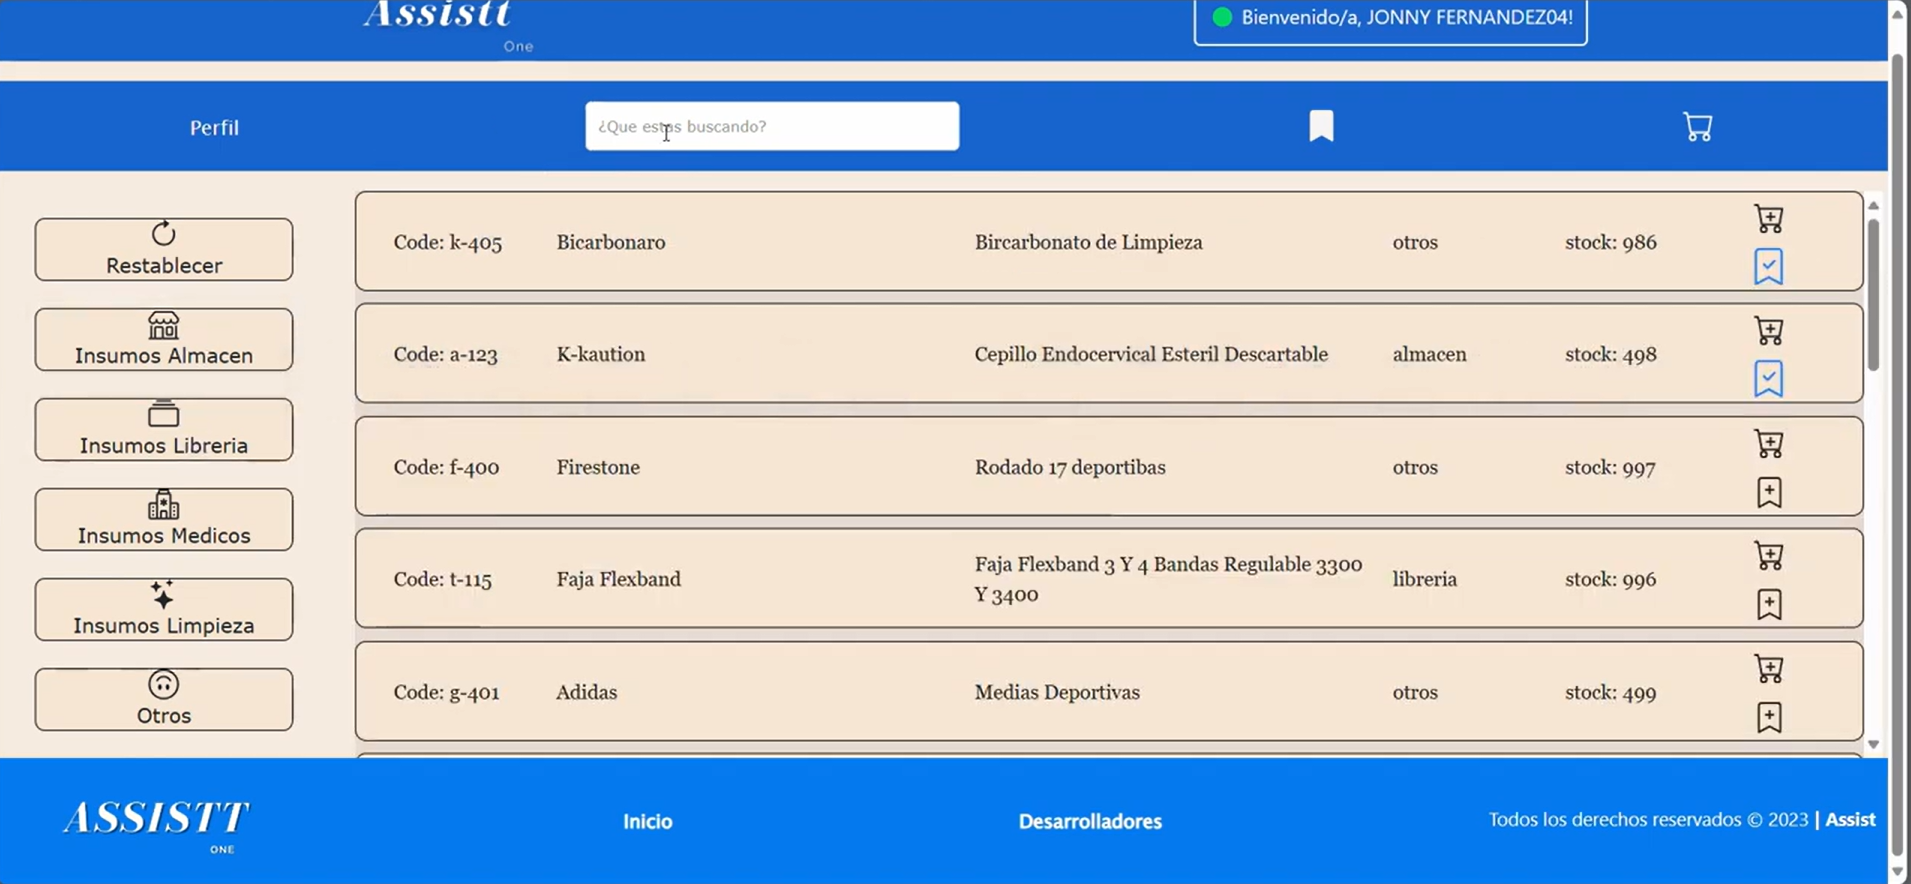 Assistt
One
Bienvenido/a, JONNY FERNANDEZ04!
Perfil
¿Que estas buscando?
Restablecer
Insumos Almacen
Insumos Libreria
Insumos Medicos
Insumos Limpieza
Otros
Code: k-405 Bicarbonaro Bircarbonato de Limpieza otros stock: 986
Code: a-123 K-kaution Cepillo Endocervical Esteril Descartable almacen stock: 498
Code: f-400 Firestone Rodado 17 deportibas otros stock: 997
Code: t-115 Faja Flexband Faja Flexband 3 Y 4 Bandas Regulable 3300
Y 3400 libreria stock: 996
Code: g-401 Adidas Medias Deportivas otros stock: 499
ASSISTT
ONE
Inicio
Desarrolladores
Todos los derechos reservados © 2023 | Assist